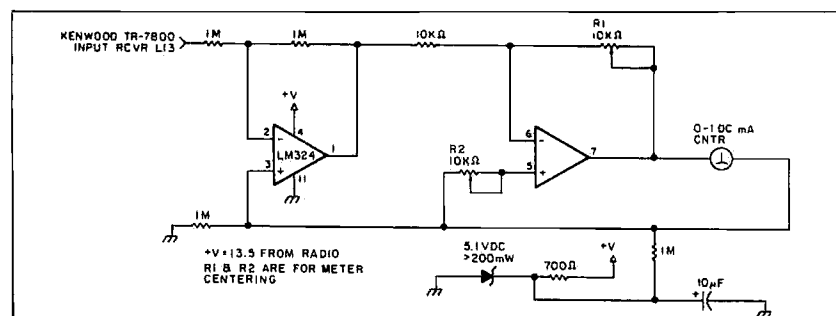 KENWOOD TR-7800
INPUT RCVR L13
1M
1M
10KΩ
R1
10KΩ
+V
4
2
-
LM324
1
3
+
11
6
-
7
5
+
R2
10KΩ
0-1 DC mA
CNTR
1M
+V=13.5 FROM RADIO
R1 & R2 ARE FOR METER
CENTERING
5.1VDC
>200mW
700Ω
+V
1M
10µF
+